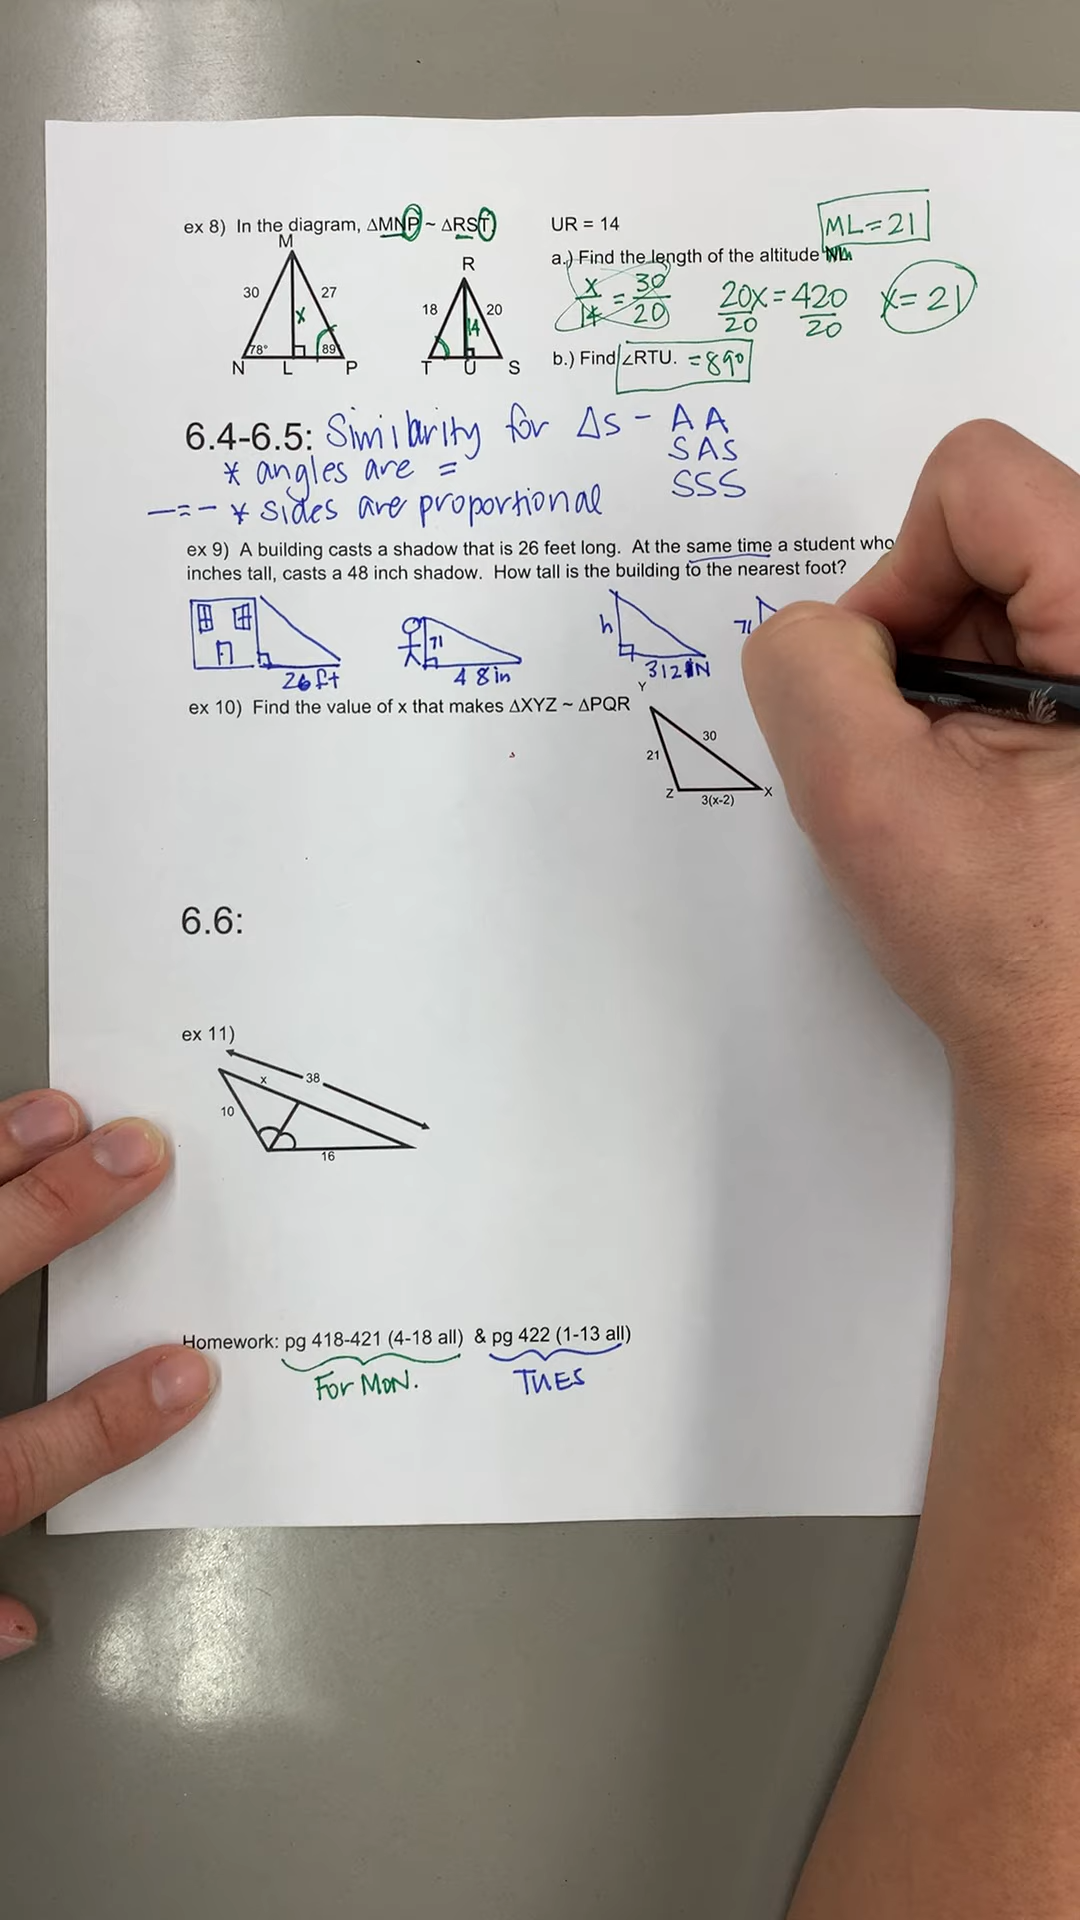 ex 8) In the diagram, ΔMNP ~ ΔRST
UR = 14
ML = 21
a.) Find the length of the altitude
M
30
27
x
78°
89
N
L
P
R
18
20
14
T
U
S
x/14 = 30/20
20x = 420
20 20
x = 21
b.) Find ∠RTU. = 89°
6.4-6.5: Similarity for Δs - AA
SAS
SSS
* angles are =
- = - * sides are proportional
ex 9) A building casts a shadow that is 26 feet long. At the same time a student who
inches tall, casts a 48 inch shadow. How tall is the building to the nearest foot?
26 ft
71
48 in
h
312 IN
71
ex 10) Find the value of x that makes ΔXYZ ~ ΔPQR
Y
30
21
Z
X
3(x-2)
6.6:
ex 11)
x
38
10
16
Homework: pg 418-421 (4-18 all) & pg 422 (1-13 all)
For MON.
TUES